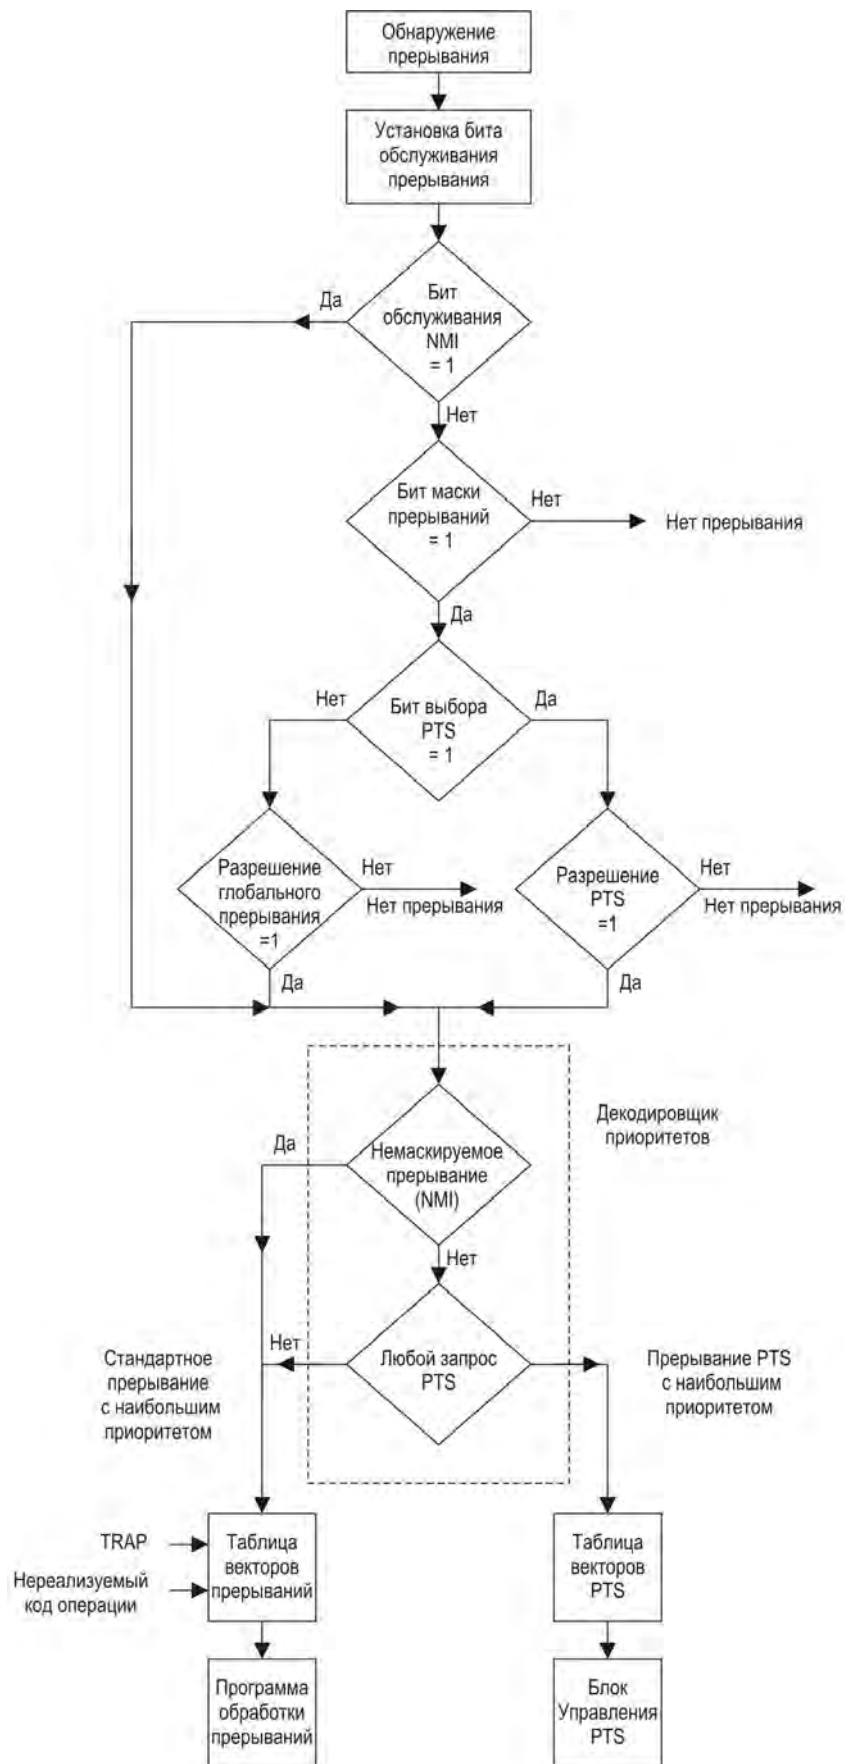 Обнаружение
прерывания
Установка бита
обслуживания
прерывания
Да
Бит
обслуживания
NMI
= 1
Нет
Бит маски
прерываний
= 1
Нет
Нет прерывания
Да
Нет
Бит выбора
PTS
= 1
Да
Разрешение
глобального
прерывания
=1
Нет
Нет прерывания
Да
Разрешение
PTS
=1
Нет
Нет прерывания
Да
Декодировщик
приоритетов
Да
Немаскируемое
прерывание
(NMI)
Нет
Нет
Любой запрос
PTS
Стандартное
прерывание
с наибольшим
приоритетом
Прерывание PTS
с наибольшим
приоритетом
TRAP
Нереализуемый
код операции
Таблица
векторов
прерываний
Таблица
векторов
PTS
Программа
обработки
прерываний
Блок
Управления
PTS